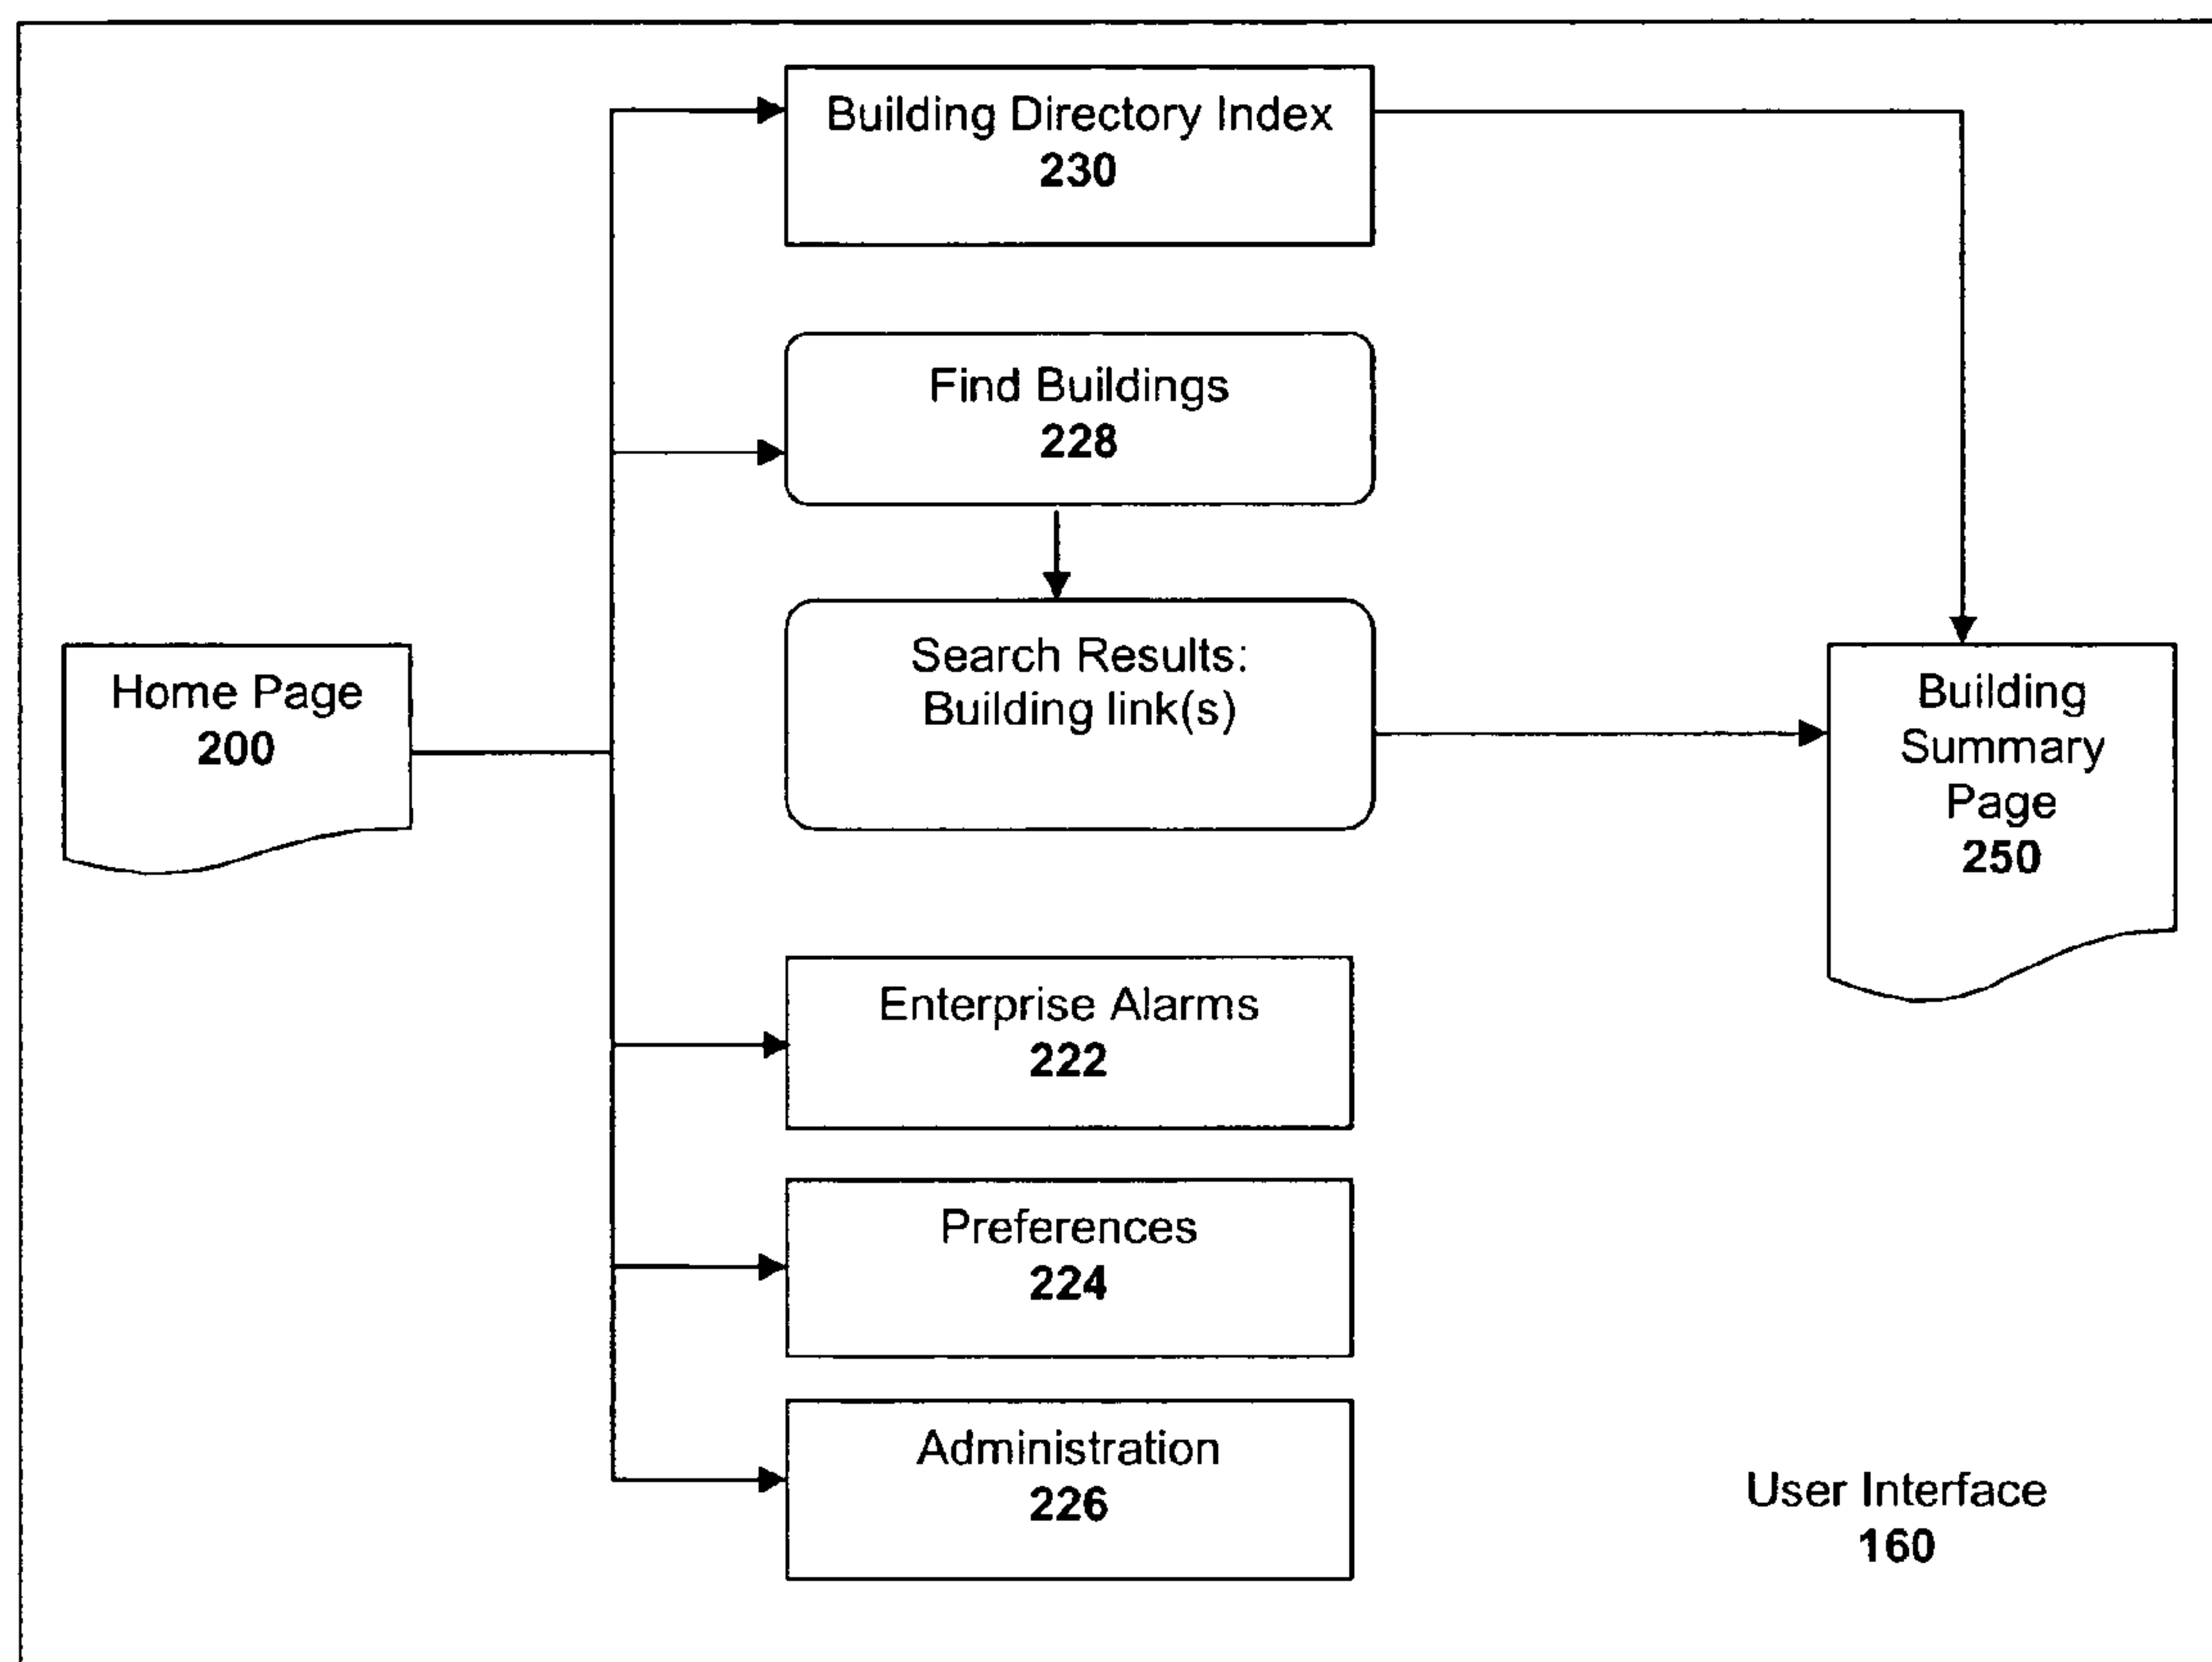 Building Directory Index
230
Find Buildings
228
Search Results:
Building link(s)
Home Page
200
Building
Summary
Page
250
Enterprise Alarms
222
Preferences
224
Administration
226
User Interface
160